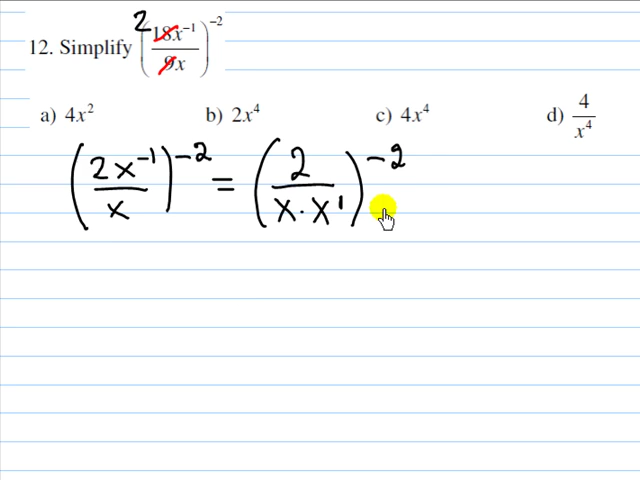 12. Simplify 2 (18x⁻¹ / 9x)⁻²
a) 4x² b) 2x⁴ c) 4x⁴ d) 4/x⁴
(2x⁻¹ / x)⁻² = (2 / x·x¹)⁻²